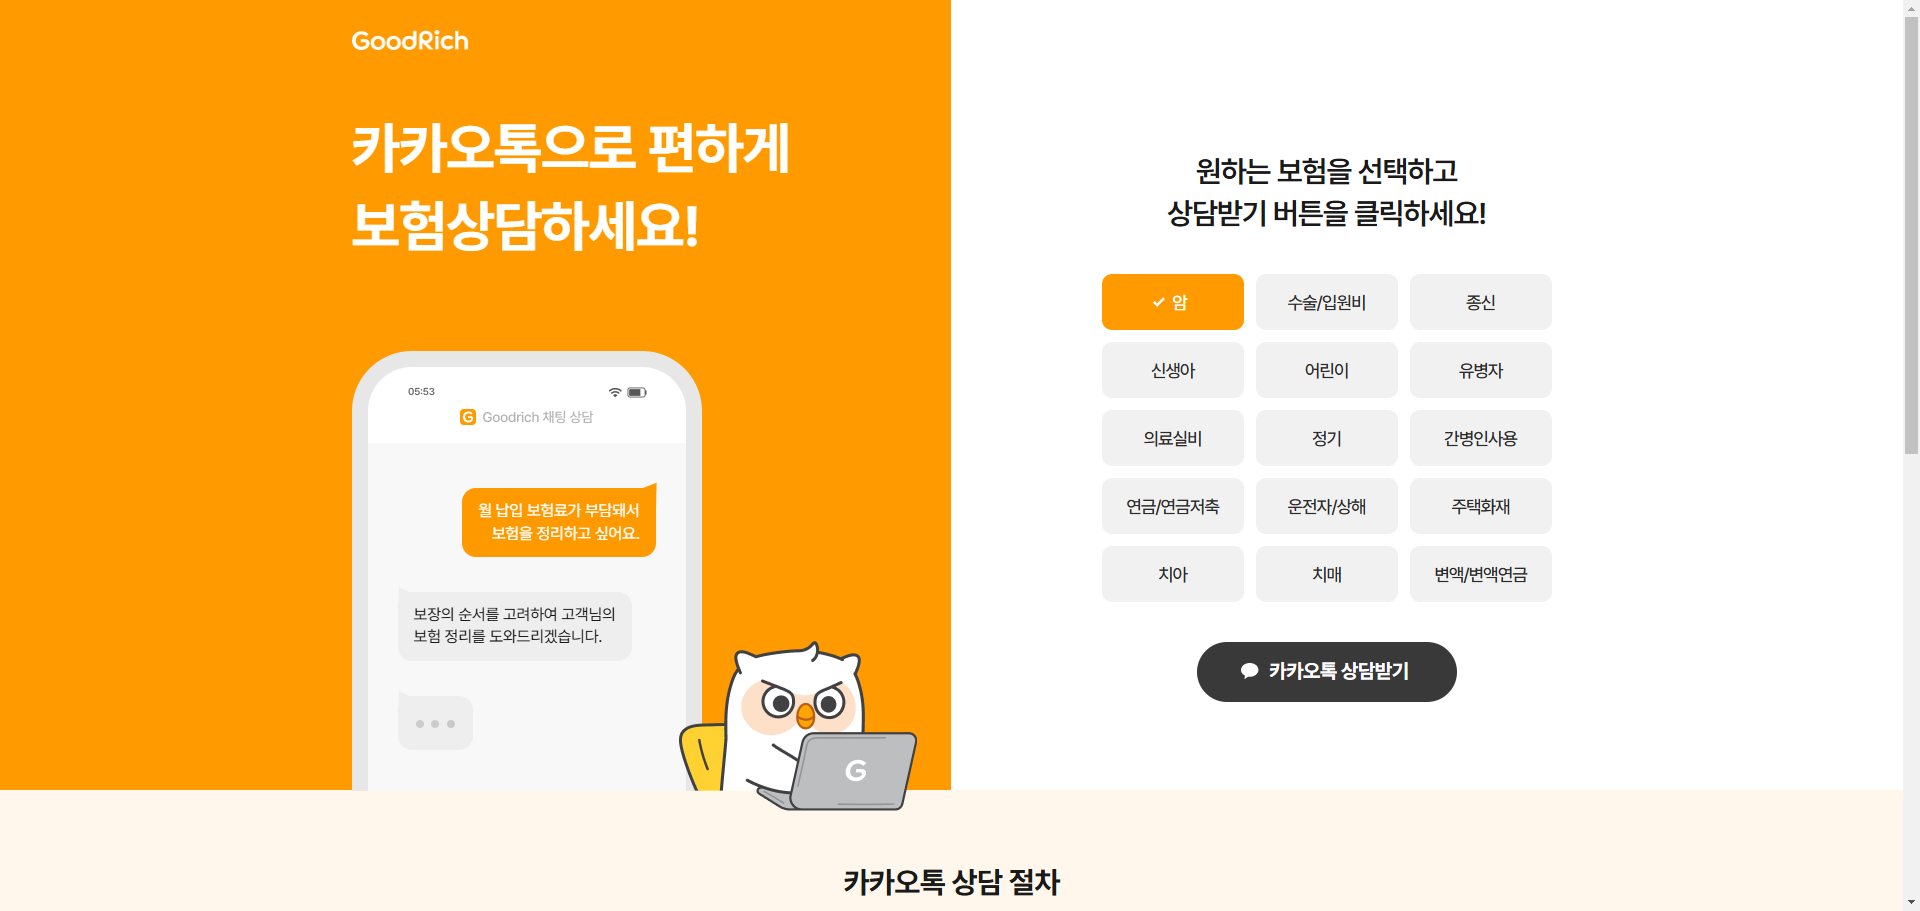 GoodRich
카카오톡으로 편하게
보험상담하세요!
05:53
G Goodrich 채팅 상담
월 납입 보험료가 부담돼서
보험을 정리하고 싶어요.
보장의 순서를 고려하여 고객님의
보험 정리를 도와드리겠습니다.
G
원하는 보험을 선택하고
상담받기 버튼을 클릭하세요!
암
수술/입원비
종신
신생아
어린이
유병자
의료실비
정기
간병인사용
연금/연금저축
운전자/상해
주택화재
치아
치매
변액/변액연금
카카오톡 상담받기
카카오톡 상담 절차